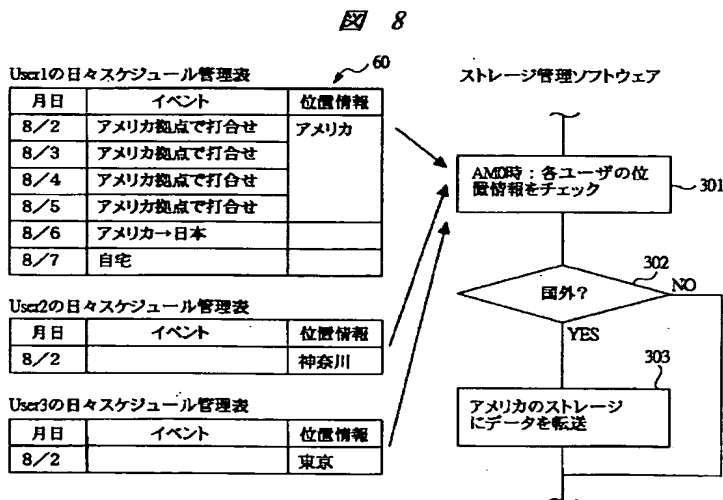 図 8
User1の日々スケジュール管理表
60
月日 イベント 位置情報
8/2 アメリカ拠点で打合せ アメリカ
8/3 アメリカ拠点で打合せ
8/4 アメリカ拠点で打合せ
8/5 アメリカ拠点で打合せ
8/6 アメリカ→日本
8/7 自宅
User2の日々スケジュール管理表
月日 イベント 位置情報
8/2 神奈川
User3の日々スケジュール管理表
月日 イベント 位置情報
8/2 東京
ストレージ管理ソフトウェア
AM0時:各ユーザの位
置情報をチェック
301
302
国外?
NO
YES
303
アメリカのストレージ
にデータを転送